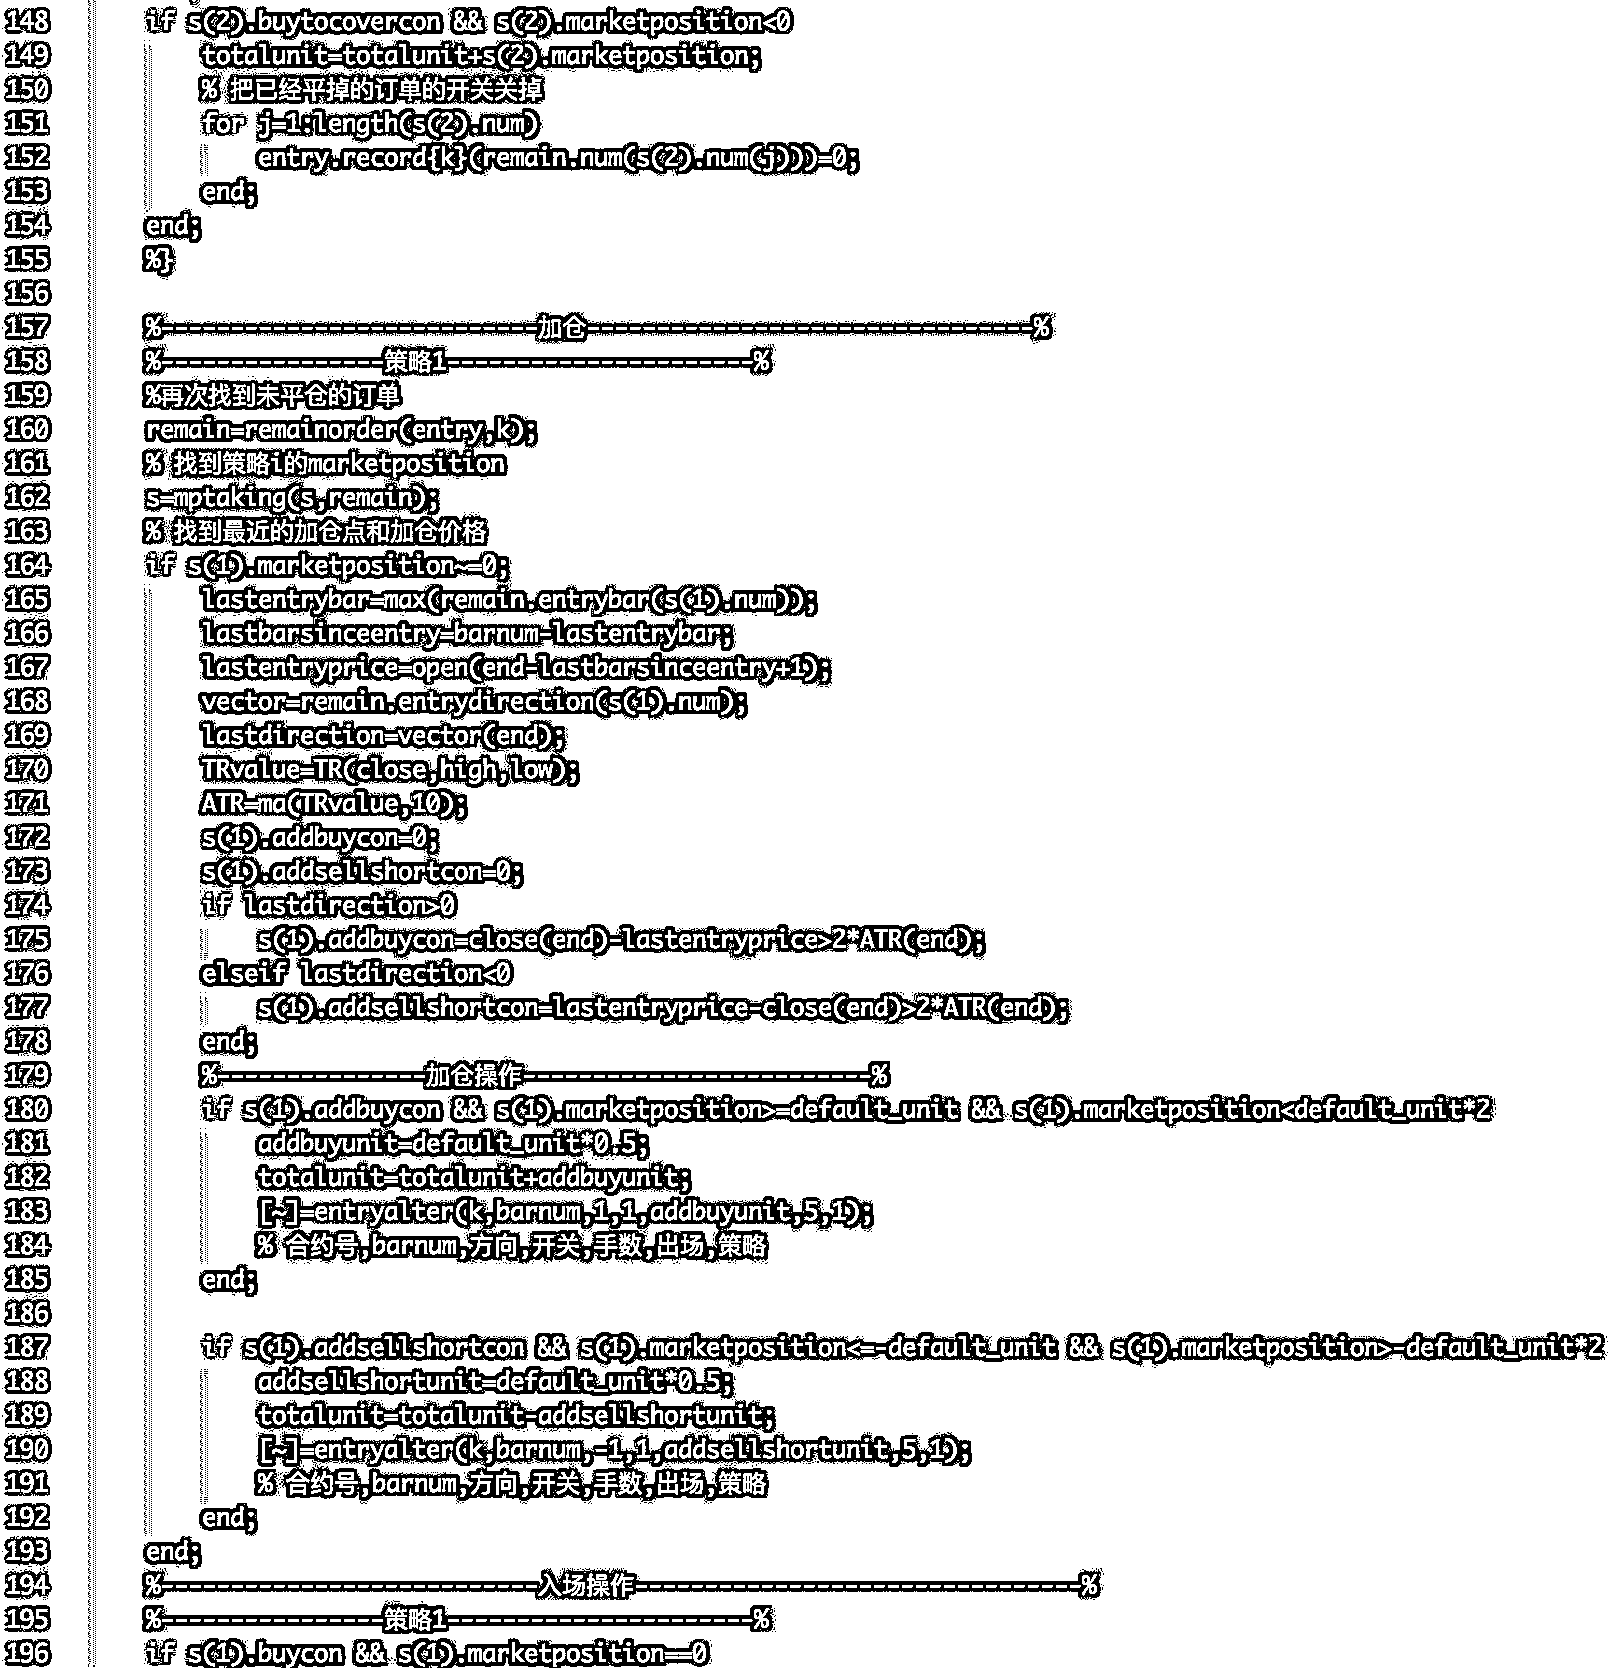 148 if s(2).buytocovercon && s(2).marketposition<0
149 totalunit=totalunit+s(2).marketposition;
150 % 把已经平掉的订单的开关关掉
151 for j=1:length(s(2).num)
152 entry.record{k}(remain.num(s(2).num(j)))=0;
153 end;
154 end;
155 %}
156
157 %---------------------------加仓--------------------------------%
158 %----------------策略1----------------------%
159 %再次找到未平仓的订单
160 remain=remainorder(entry,k);
161 % 找到策略i的marketposition
162 s=mptaking(s,remain);
163 % 找到最近的加仓点和加仓价格
164 if s(1).marketposition~=0;
165 lastentrybar=max(remain.entrybar(s(1).num));
166 lastbarsinceentry=barnum-lastentrybar;
167 lastentryprice=open(end-lastbarsinceentry+1);
168 vector=remain.entrydirection(s(1).num);
169 lastdirection=vector(end);
170 TRvalue=TR(close,high,low);
171 ATR=ma(TRvalue,10);
172 s(1).addbuycon=0;
173 s(1).addsellshortcon=0;
174 if lastdirection>0
175 s(1).addbuycon=close(end)-lastentryprice>2*ATR(end);
176 elseif lastdirection<0
177 s(1).addsellshortcon=lastentryprice-close(end)>2*ATR(end);
178 end;
179 %---------------加仓操作-------------------------%
180 if s(1).addbuycon && s(1).marketposition>=default_unit && s(1).marketposition<default_unit*2
181 addbuyunit=default_unit*0.5;
182 totalunit=totalunit+addbuyunit;
183 [~]=entryalter(k,barnum,1,1,addbuyunit,5,1);
184 % 合约号,barnum,方向,开关,手数,出场,策略
185 end;
186
187 if s(1).addsellshortcon && s(1).marketposition<=-default_unit && s(1).marketposition>-default_unit*2
188 addsellshortunit=default_unit*0.5;
189 totalunit=totalunit-addsellshortunit;
190 [~]=entryalter(k,barnum,-1,1,addsellshortunit,5,1);
191 % 合约号,barnum,方向,开关,手数,出场,策略
192 end;
193 end;
194 %---------------------------入场操作--------------------------------%
195 %----------------策略1----------------------%
196 if s(1).buycon && s(1).marketposition==0